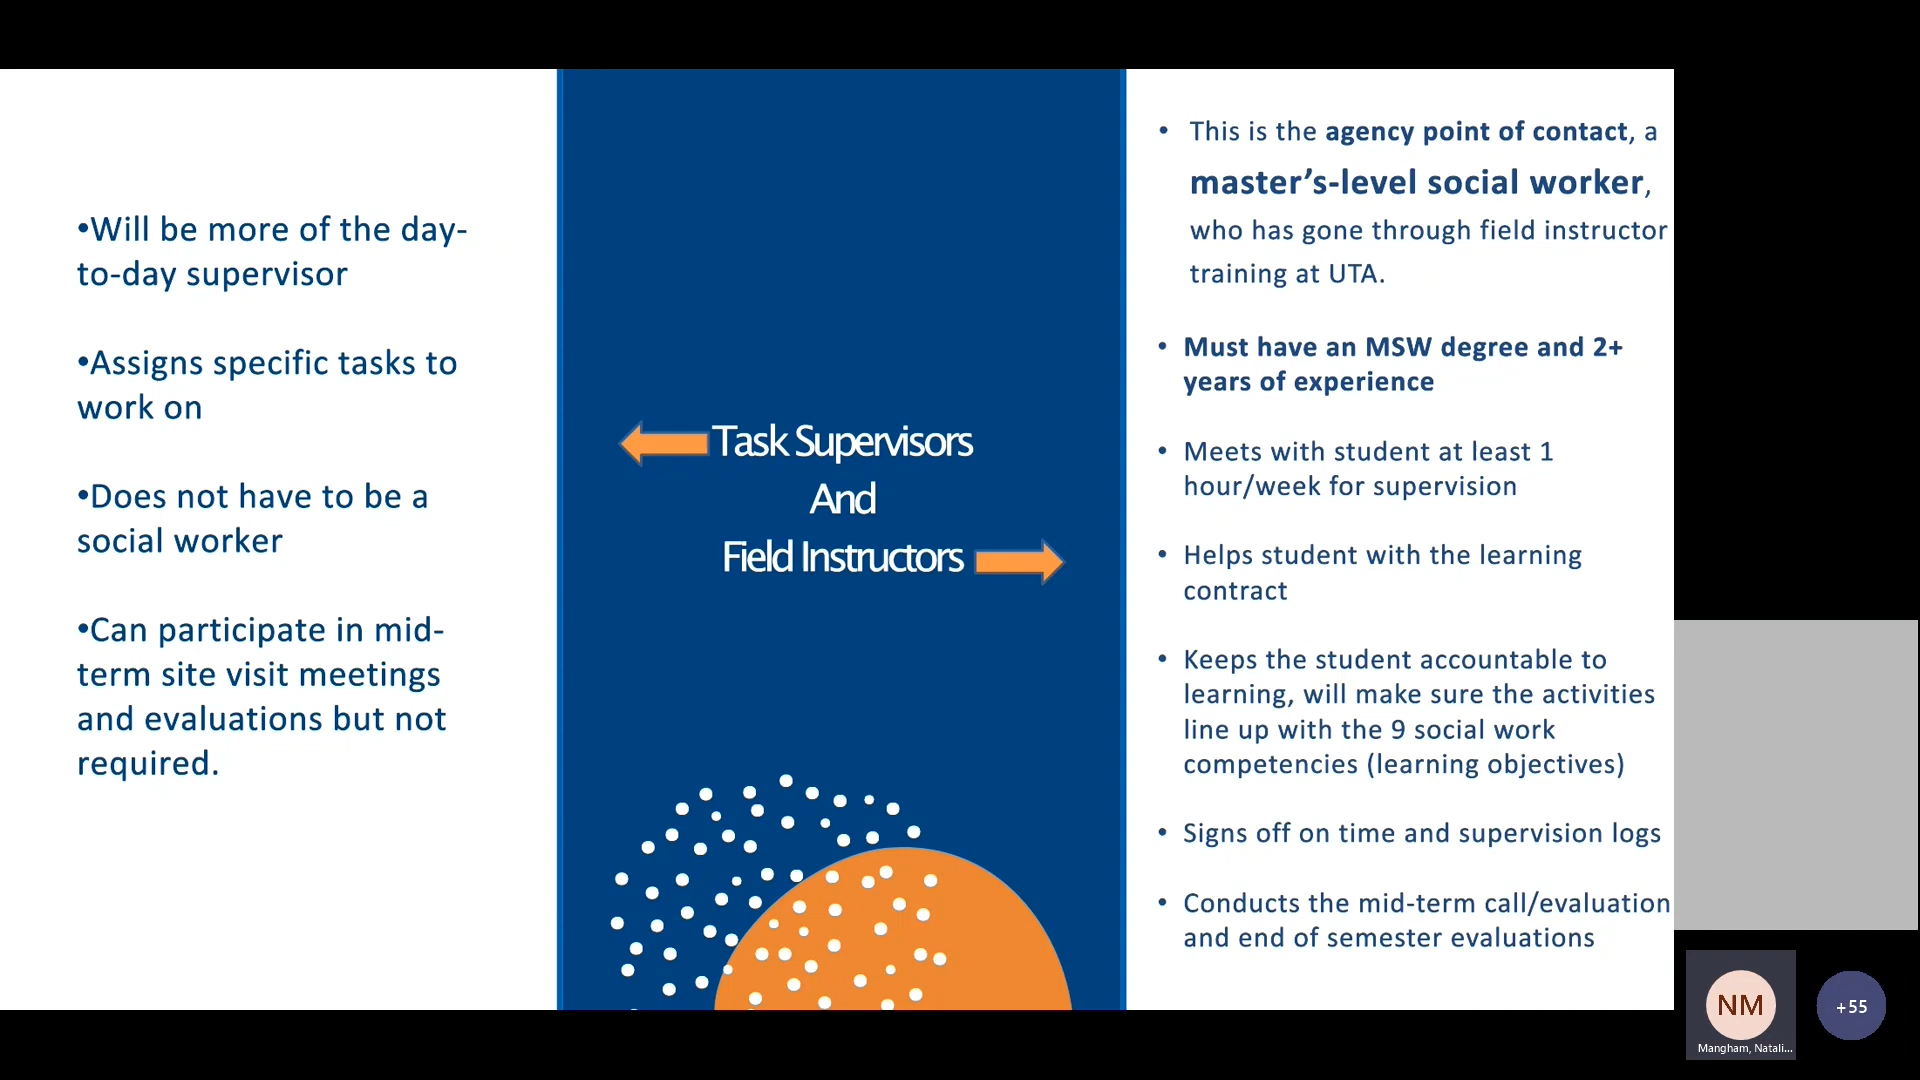 •Will be more of the day-
to-day supervisor
•Assigns specific tasks to
work on
•Does not have to be a
social worker
•Can participate in mid-
term site visit meetings
and evaluations but not
required.
Task Supervisors
And
Field Instructors
• This is the agency point of contact, a
master’s-level social worker,
who has gone through field instructor
training at UTA.
• Must have an MSW degree and 2+
years of experience
• Meets with student at least 1
hour/week for supervision
• Helps student with the learning
contract
• Keeps the student accountable to
learning, will make sure the activities
line up with the 9 social work
competencies (learning objectives)
• Signs off on time and supervision logs
• Conducts the mid-term call/evaluation
and end of semester evaluations
NM
Mangham, Natali...
+55